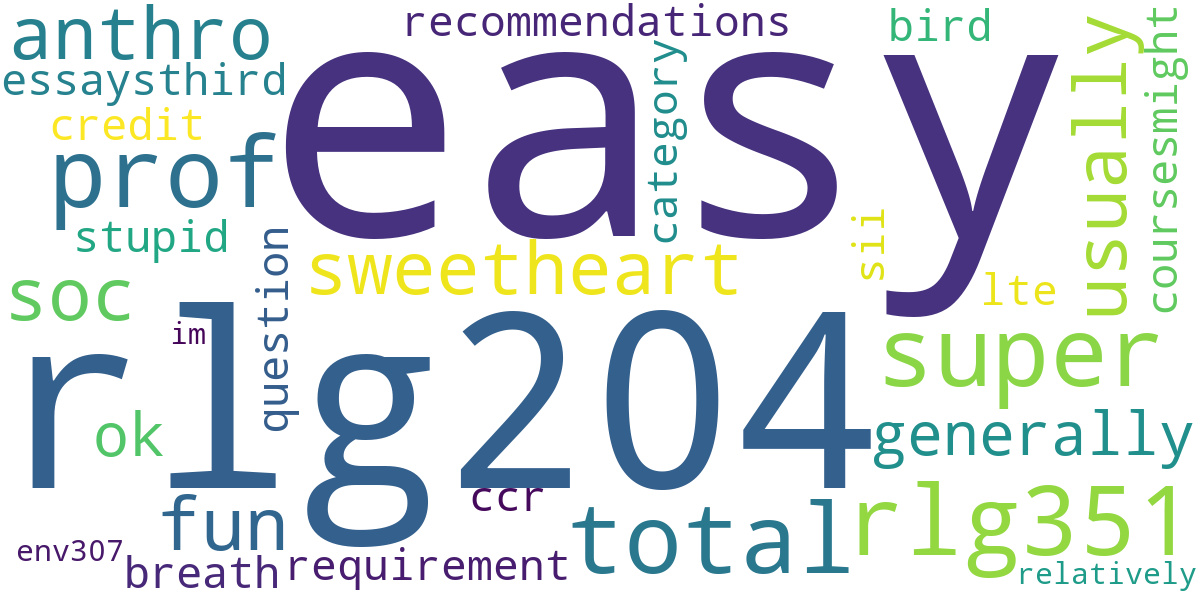 recommendations
bird
anthro
easy
usually
coursesmight
essaysthird
category
credit
prof
stupid
sweetheart
sii
lte
question
soc
im
rlg204
super
ok
generally
ccr
fun
total
rlg351
env307
breath
requirement
relatively